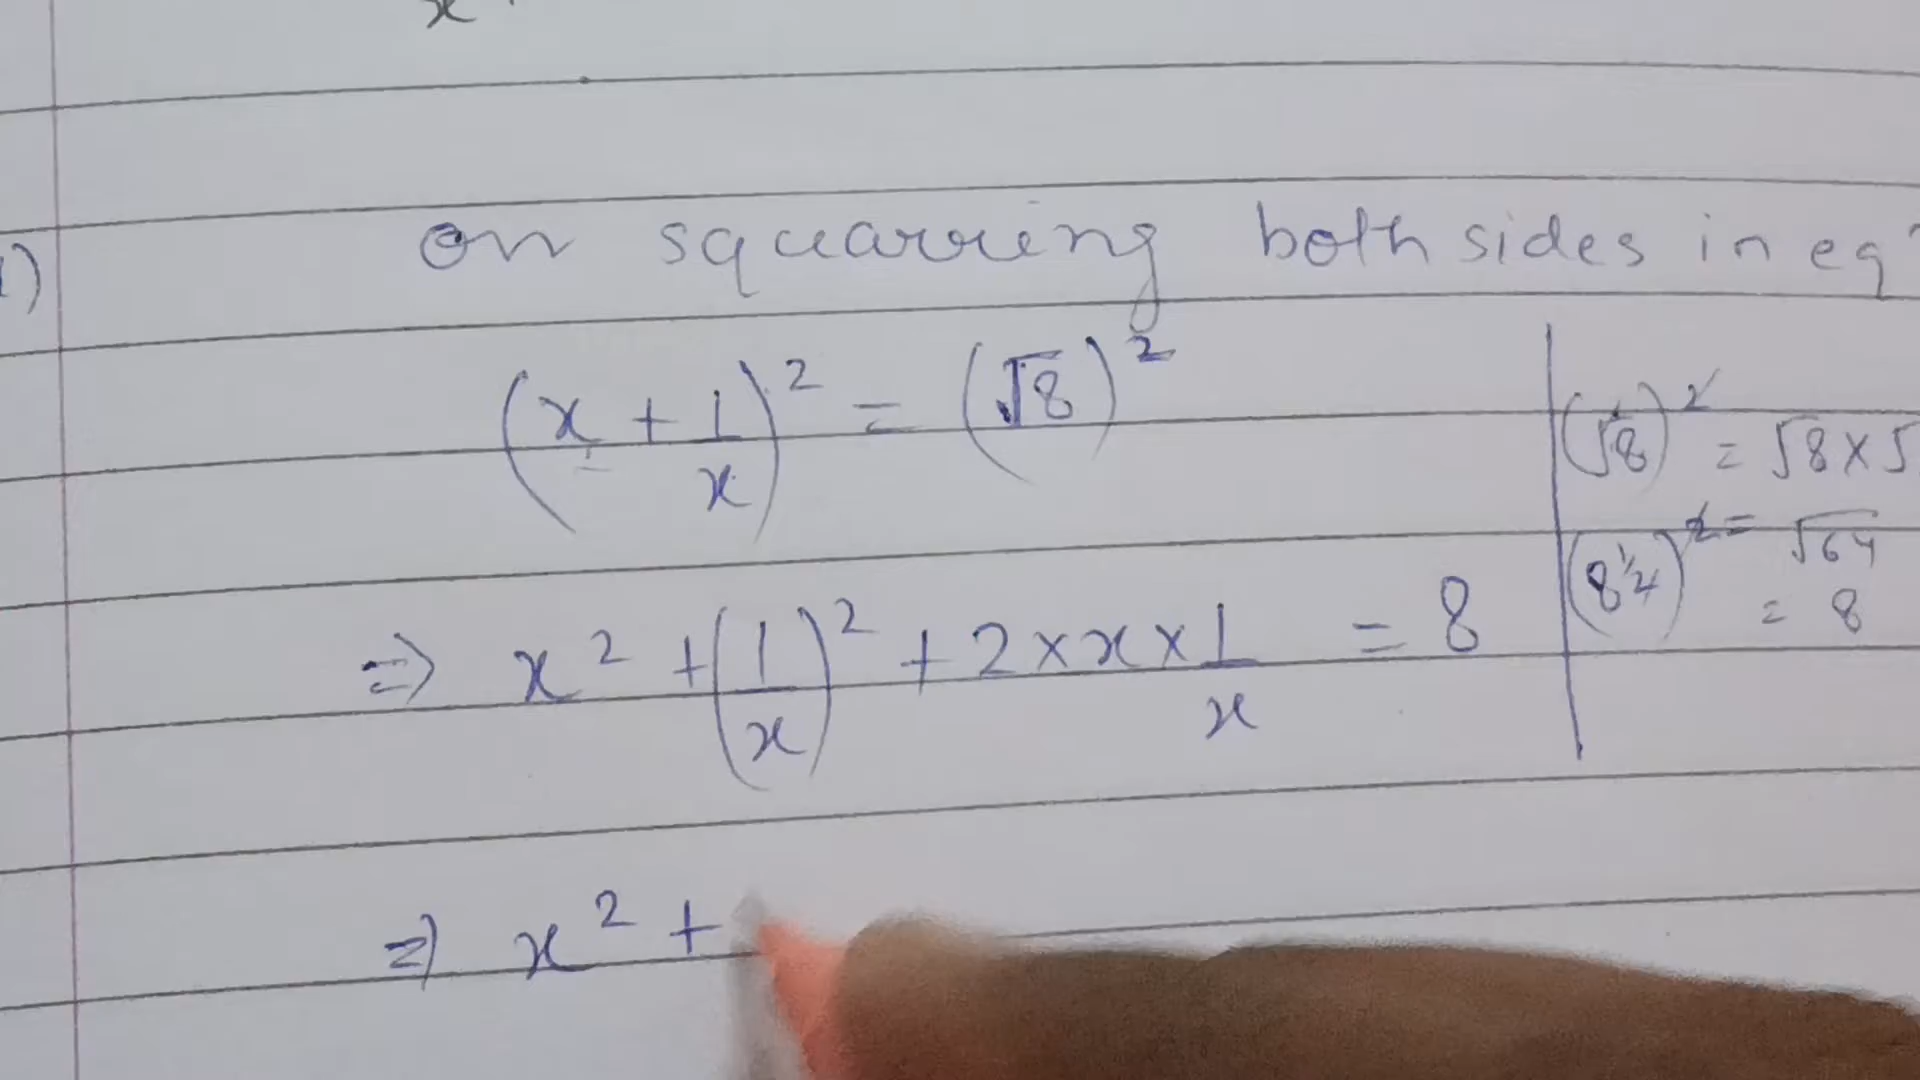 x
1)
on squarring both sides in eq
(x + 1/x)² = (√8)²
⇒ x² + (1/x)² + 2 × x × 1/x = 8
⇒ x² +
(√8)² = √8 × √
(8^½)² = √64
= 8